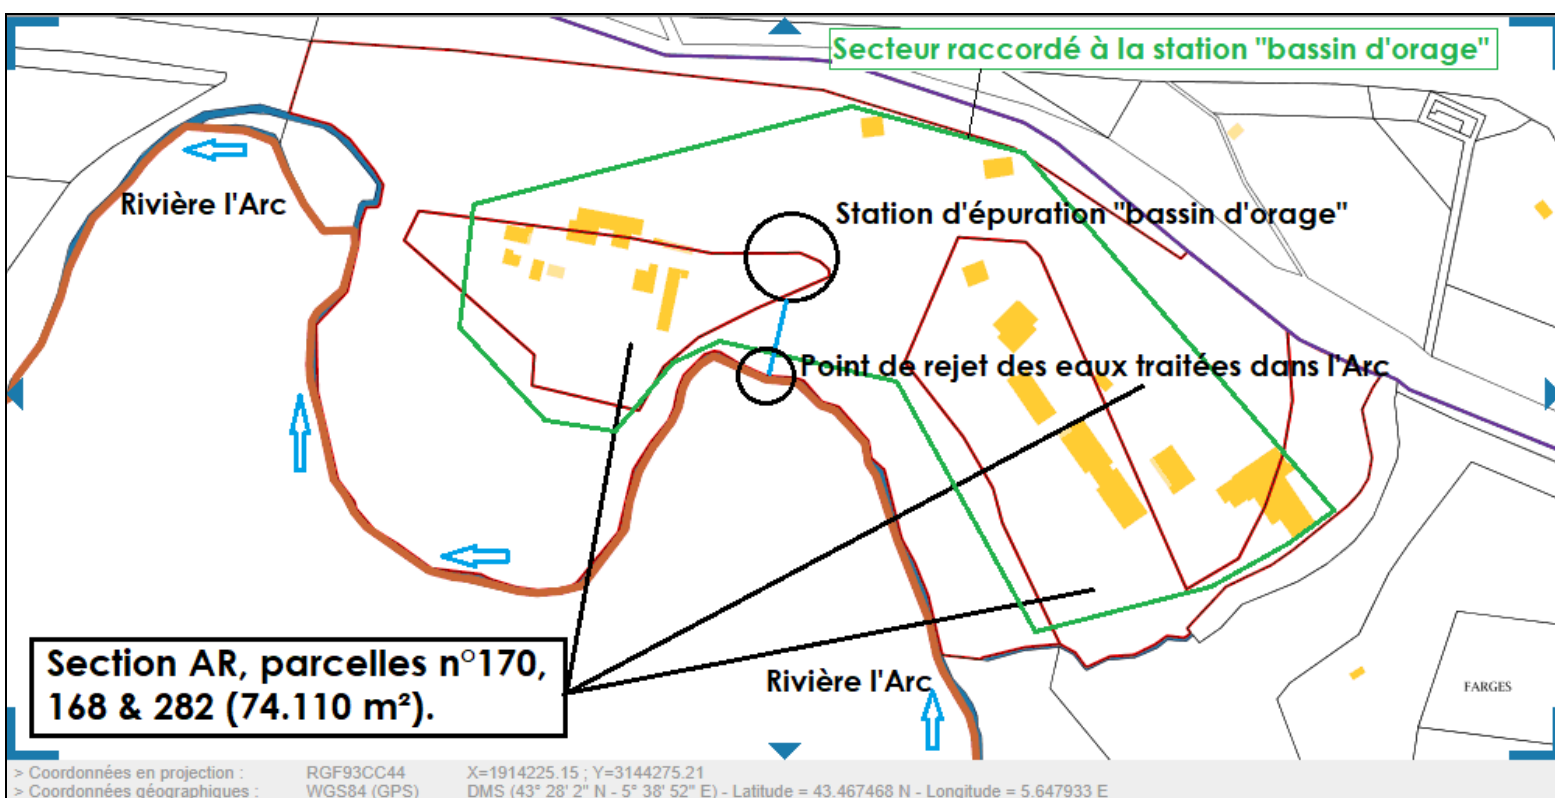 Secteur raccordé à la station "bassin d'orage"
Rivière l'Arc
Station d'épuration "bassin d'orage"
Point de rejet des eaux traitées dans l'Arc
Section AR, parcelles n°170,
168 & 282 (74.110 m²).
Rivière l'Arc
FARGES
> Coordonnées en projection : RGF93CC44 X=1914225.15 ; Y=3144275.21
> Coordonnées géographiques : WGS84 (GPS) DMS (43° 28' 2" N - 5° 38' 52" E) - Latitude = 43.467468 N - Longitude = 5.647933 E